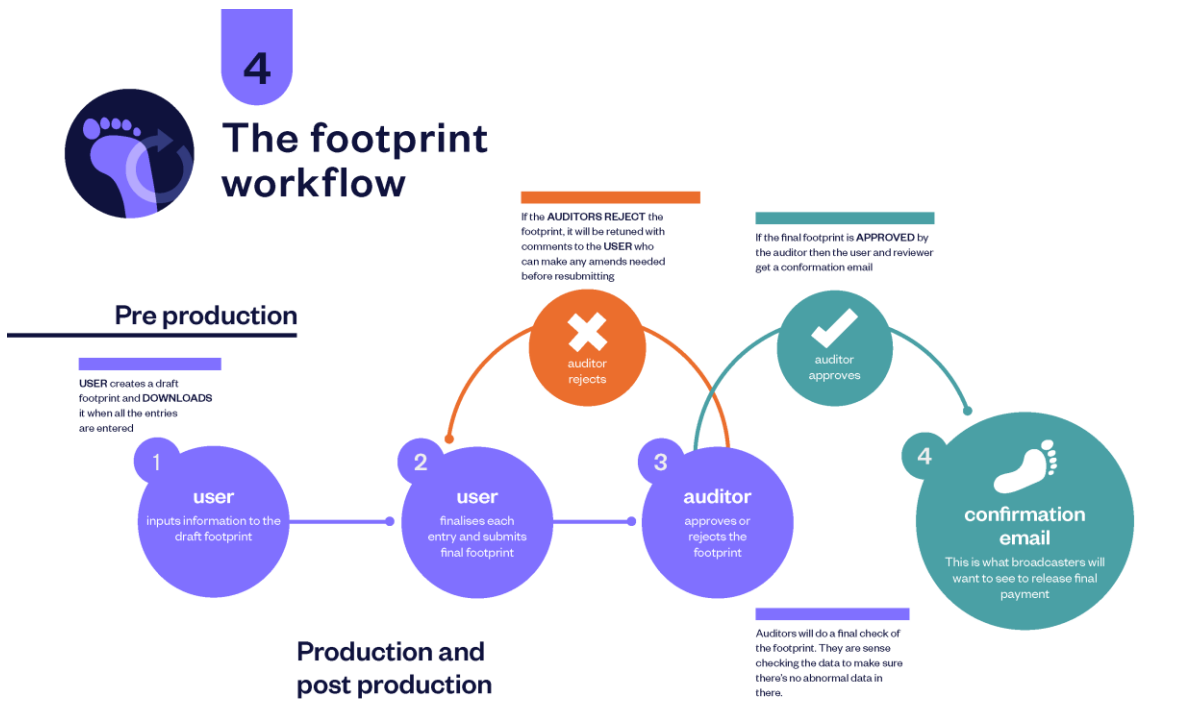 4
The footprint
workflow
If the AUDITORS REJECT the
footprint, it will be retuned with
comments to the USER who
can make any amends needed
before resubmitting
If the final footprint is APPROVED by
the auditor then the user and reviewer
get a conformation email
Pre production
USER creates a draft
footprint and DOWNLOADS
it when all the entries
are entered
auditor
rejects
auditor
approves
1
user
inputs information to the
draft footprint
2
user
finalises each
entry and submits
final footprint
3
auditor
approves or
rejects the
footprint
4
confirmation
email
This is what broadcasters will
want to see to release final
payment
Production and
post production
Auditors will do a final check of
the footprint. They are sense
checking the data to make sure
there's no abnormal data in
there.